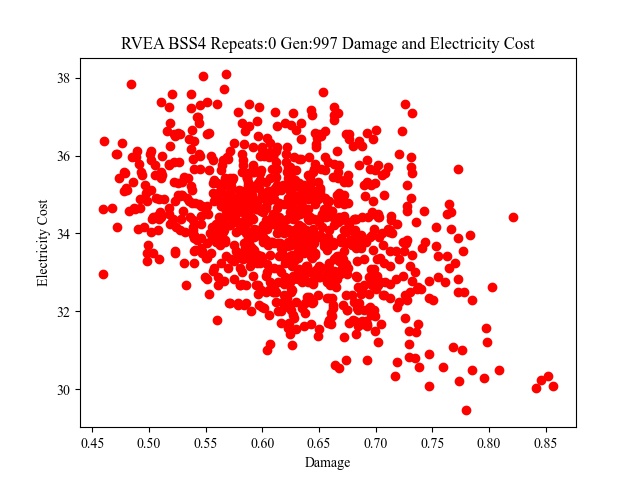 RVEA BSS4 Repeats:0 Gen:997 Damage and Electricity Cost
38
36
34
32
30
Electricity Cost
0.45 0.50 0.55 0.60 0.65 0.70 0.75 0.80 0.85
Damage